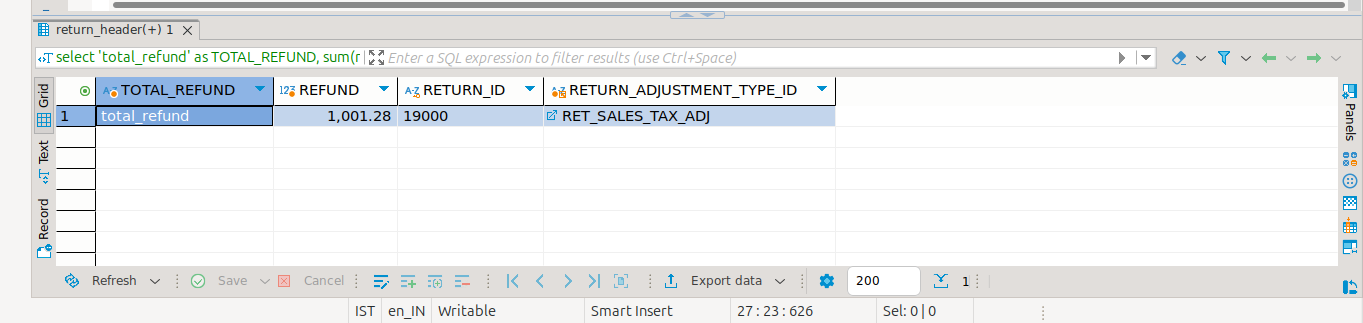 return_header(+) 1
select 'total_refund' as TOTAL_REFUND, sum(r
Enter a SQL expression to filter results (use Ctrl+Space)
Grid
Text
Record
TOTAL_REFUND 123 REFUND A-Z RETURN_ID A-Z RETURN_ADJUSTMENT_TYPE_ID
1 total_refund 1,001.28 19000 RET_SALES_TAX_ADJ
Panels
Refresh Save Cancel Export data 200 1
IST en_IN Writable Smart Insert 27 : 23 : 626 Sel: 0 | 0